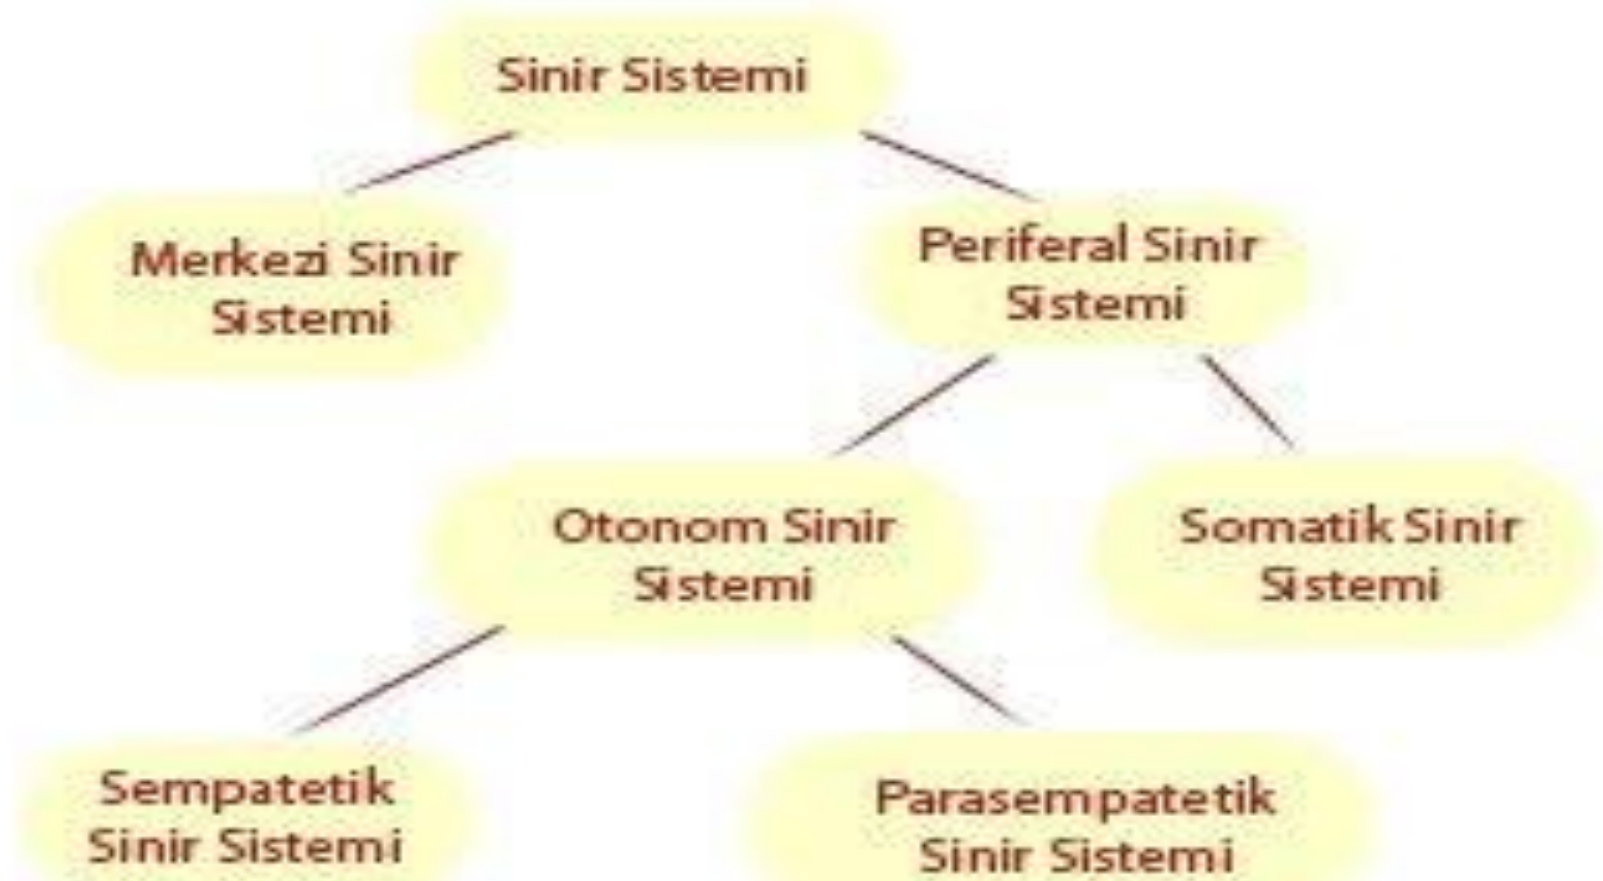 Sinir Sistemi
Merkezi Sinir
Sistemi
Periferal Sinir
Sistemi
Otonom Sinir
Sistemi
Somatik Sinir
Sistemi
Sempatetik
Sinir Sistemi
Parasempatetik
Sinir Sistemi